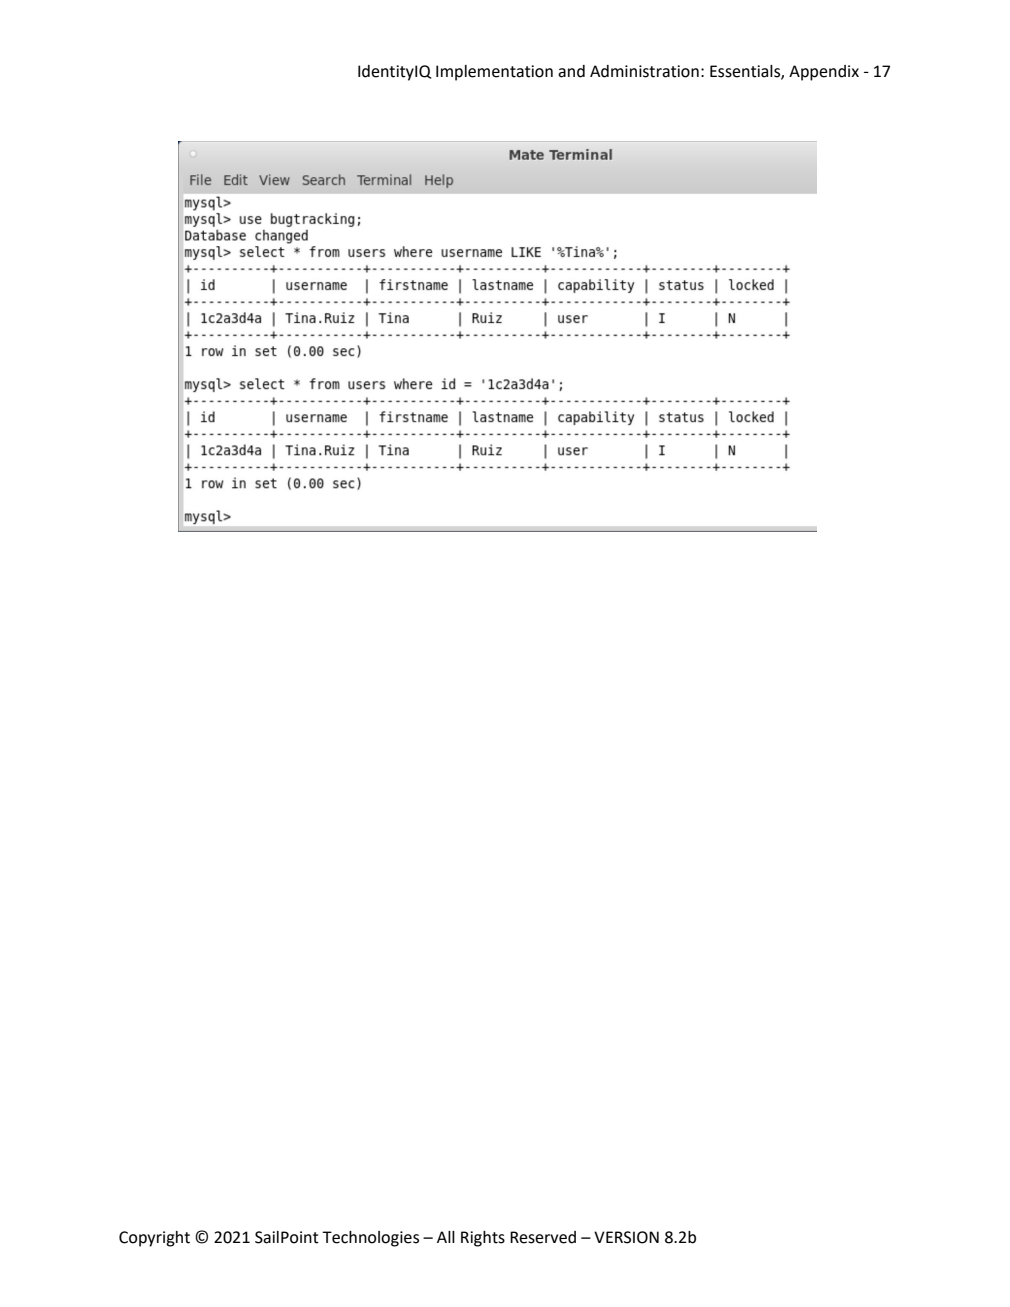 IdentityIQ Implementation and Administration: Essentials, Appendix - 17
Mate Terminal
File Edit View Search Terminal Help
mysql>
mysql> use bugtracking;
Database changed
mysql> select * from users where username LIKE '%Tina%';
+----------+-----------+-----------+----------+------------+--------+--------+
| id       | username  | firstname | lastname | capability | status | locked |
+----------+-----------+-----------+----------+------------+--------+--------+
| 1c2a3d4a | Tina.Ruiz | Tina      | Ruiz     | user       | I      | N      |
+----------+-----------+-----------+----------+------------+--------+--------+
1 row in set (0.00 sec)
mysql> select * from users where id = '1c2a3d4a';
+----------+-----------+-----------+----------+------------+--------+--------+
| id       | username  | firstname | lastname | capability | status | locked |
+----------+-----------+-----------+----------+------------+--------+--------+
| 1c2a3d4a | Tina.Ruiz | Tina      | Ruiz     | user       | I      | N      |
+----------+-----------+-----------+----------+------------+--------+--------+
1 row in set (0.00 sec)
mysql>
Copyright © 2021 SailPoint Technologies – All Rights Reserved – VERSION 8.2b